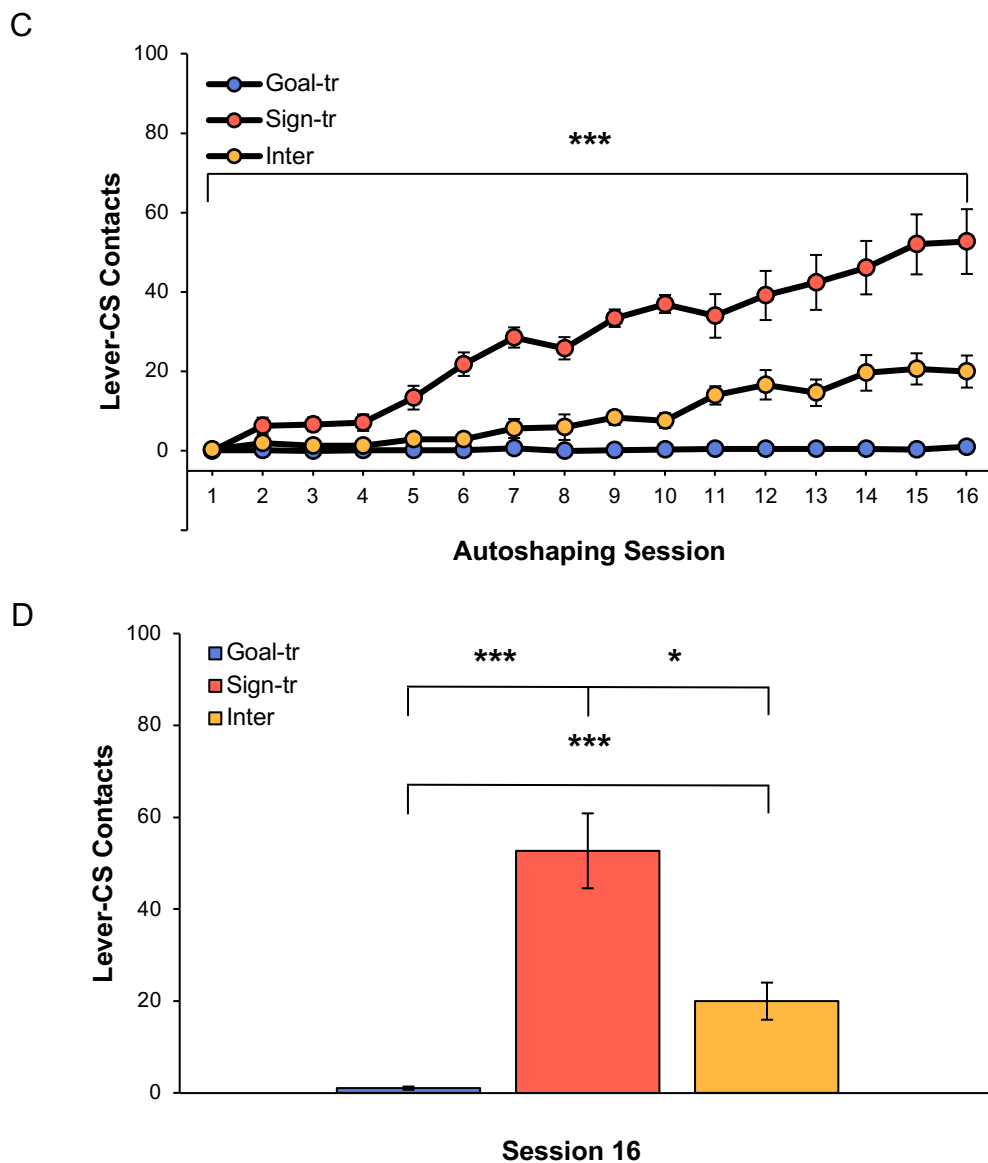 C
100
80
60
40
20
0
Lever-CS Contacts
Goal-tr
Sign-tr
Inter
***
1 2 3 4 5 6 7 8 9 10 11 12 13 14 15 16
Autoshaping Session
D
100
80
60
40
20
0
Lever-CS Contacts
Goal-tr
Sign-tr
Inter
*** *
***
Session 16